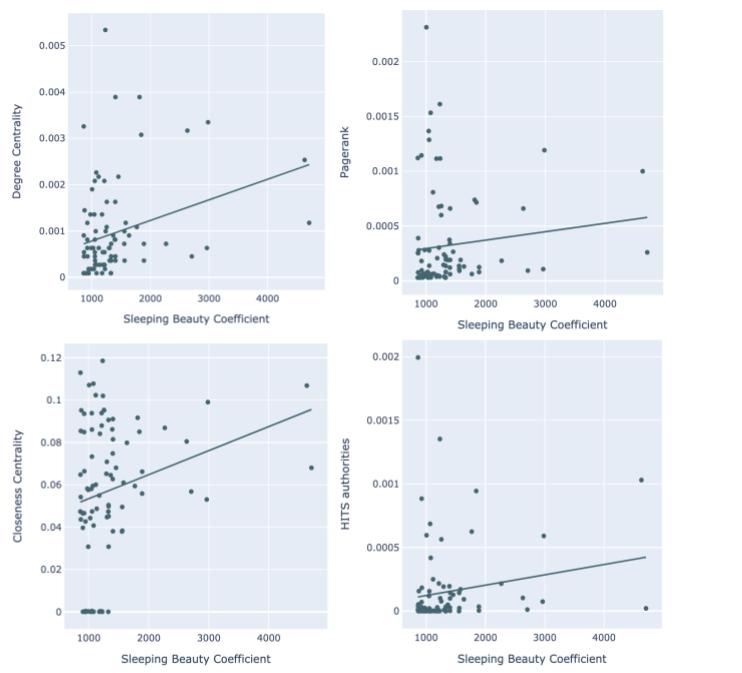 Degree Centrality
0.005
0.004
0.003
0.002
0.001
0
1000 2000 3000 4000
Sleeping Beauty Coefficient
Pagerank
0.002
0.0015
0.001
0.0005
0
1000 2000 3000 4000
Sleeping Beauty Coefficient
Closeness Centrality
0.12
0.1
0.08
0.06
0.04
0.02
0
1000 2000 3000 4000
Sleeping Beauty Coefficient
HITS authorities
0.002
0.0015
0.001
0.0005
0
1000 2000 3000 4000
Sleeping Beauty Coefficient